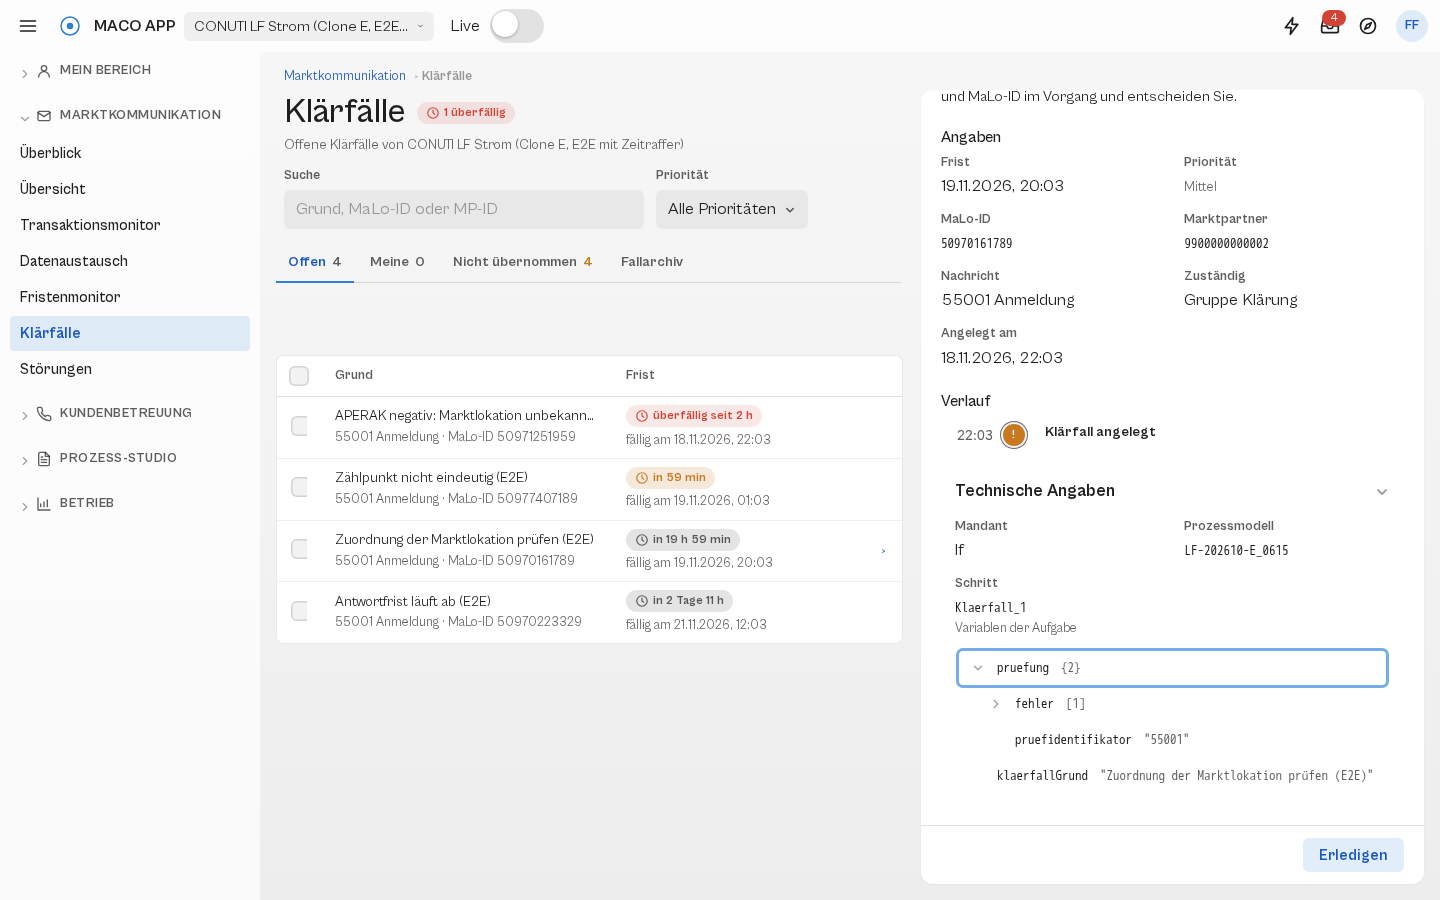 MACO APP
CONUTI LF Strom (Clone E, E2E...
Live
4
FF
MEIN BEREICH
MARKTKOMMUNIKATION
Überblick
Übersicht
Transaktionsmonitor
Datenaustausch
Fristenmonitor
Klärfälle
Störungen
KUNDENBETREUUNG
PROZESS-STUDIO
BETRIEB
Marktkommunikation › Klärfälle
Klärfälle
1 überfällig
Offene Klärfälle von CONUTI LF Strom (Clone E, E2E mit Zeitraffer)
Suche
Priorität
Grund, MaLo-ID oder MP-ID
Alle Prioritäten
Offen 4
Meine 0
Nicht übernommen 4
Fallarchiv
Grund
Frist
APERAK negativ: Marktlokation unbekann...
55001 Anmeldung · MaLo-ID 50971251959
überfällig seit 2 h
fällig am 18.11.2026, 22:03
Zählpunkt nicht eindeutig (E2E)
55001 Anmeldung · MaLo-ID 50977407189
in 59 min
fällig am 19.11.2026, 01:03
Zuordnung der Marktlokation prüfen (E2E)
55001 Anmeldung · MaLo-ID 50970161789
in 19 h 59 min
fällig am 19.11.2026, 20:03
Antwortfrist läuft ab (E2E)
55001 Anmeldung · MaLo-ID 50970223329
in 2 Tage 11 h
fällig am 21.11.2026, 12:03
und MaLo-ID im Vorgang und entscheiden Sie.
Angaben
Frist
Priorität
19.11.2026, 20:03
Mittel
MaLo-ID
Marktpartner
50970161789
9900000000002
Nachricht
Zuständig
55001 Anmeldung
Gruppe Klärung
Angelegt am
18.11.2026, 22:03
Verlauf
22:03
!
Klärfall angelegt
Technische Angaben
Mandant
Prozessmodell
lf
LF-202610-E_0615
Schritt
Klaerfall_1
Variablen der Aufgabe
pruefung {2}
fehler [1]
pruefidentifikator "55001"
klaerfallGrund "Zuordnung der Marktlokation prüfen (E2E)"
Erledigen